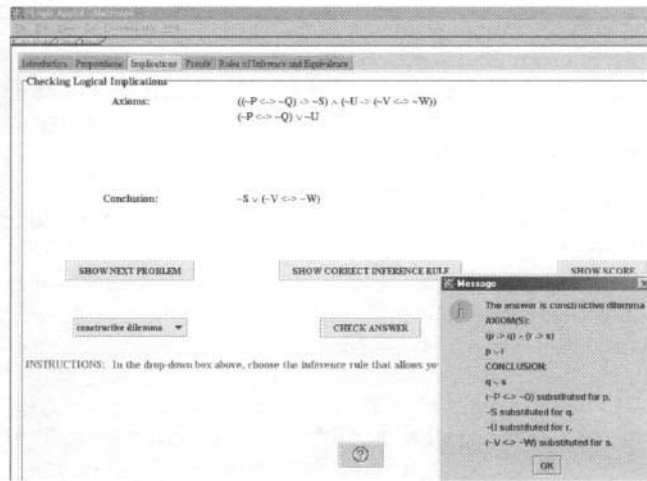 Introduction Propositions Implications Proofs Rules of Inference and Equivalence
Checking Logical Implications
Axioms: ((~P <-> ~Q) -> ~S) ∧ (~U -> (~V <-> ~W))
(~P <-> ~Q) ∨ ~U
Conclusion: ~S ∨ (~V <-> ~W)
SHOW NEXT PROBLEM SHOW CORRECT INFERENCE RULE SHOW SCORE
Message
The answer is constructive dilemma
AXIOM(S):
(p -> q) ∧ (r -> s)
p ∨ r
CONCLUSION:
q ∨ s
(~P <-> ~Q) substituted for p,
~S substituted for q,
~U substituted for r,
(~V <-> ~W) substituted for s.
OK
constructive dilemma CHECK ANSWER
INSTRUCTIONS: In the drop-down box above, choose the inference rule that allows yo
?